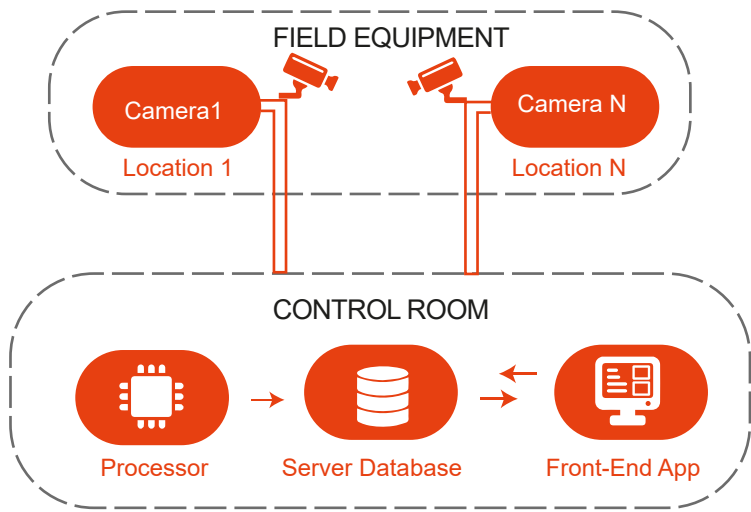 FIELD EQUIPMENT
Camera1
Camera N
Location 1
Location N
CONTROL ROOM
Processor
Server Database
Front-End App